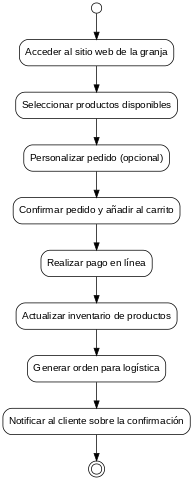 Acceder al sitio web de la granja
Seleccionar productos disponibles
Personalizar pedido (opcional)
Confirmar pedido y añadir al carrito
Realizar pago en línea
Actualizar inventario de productos
Generar orden para logística
Notificar al cliente sobre la confirmación